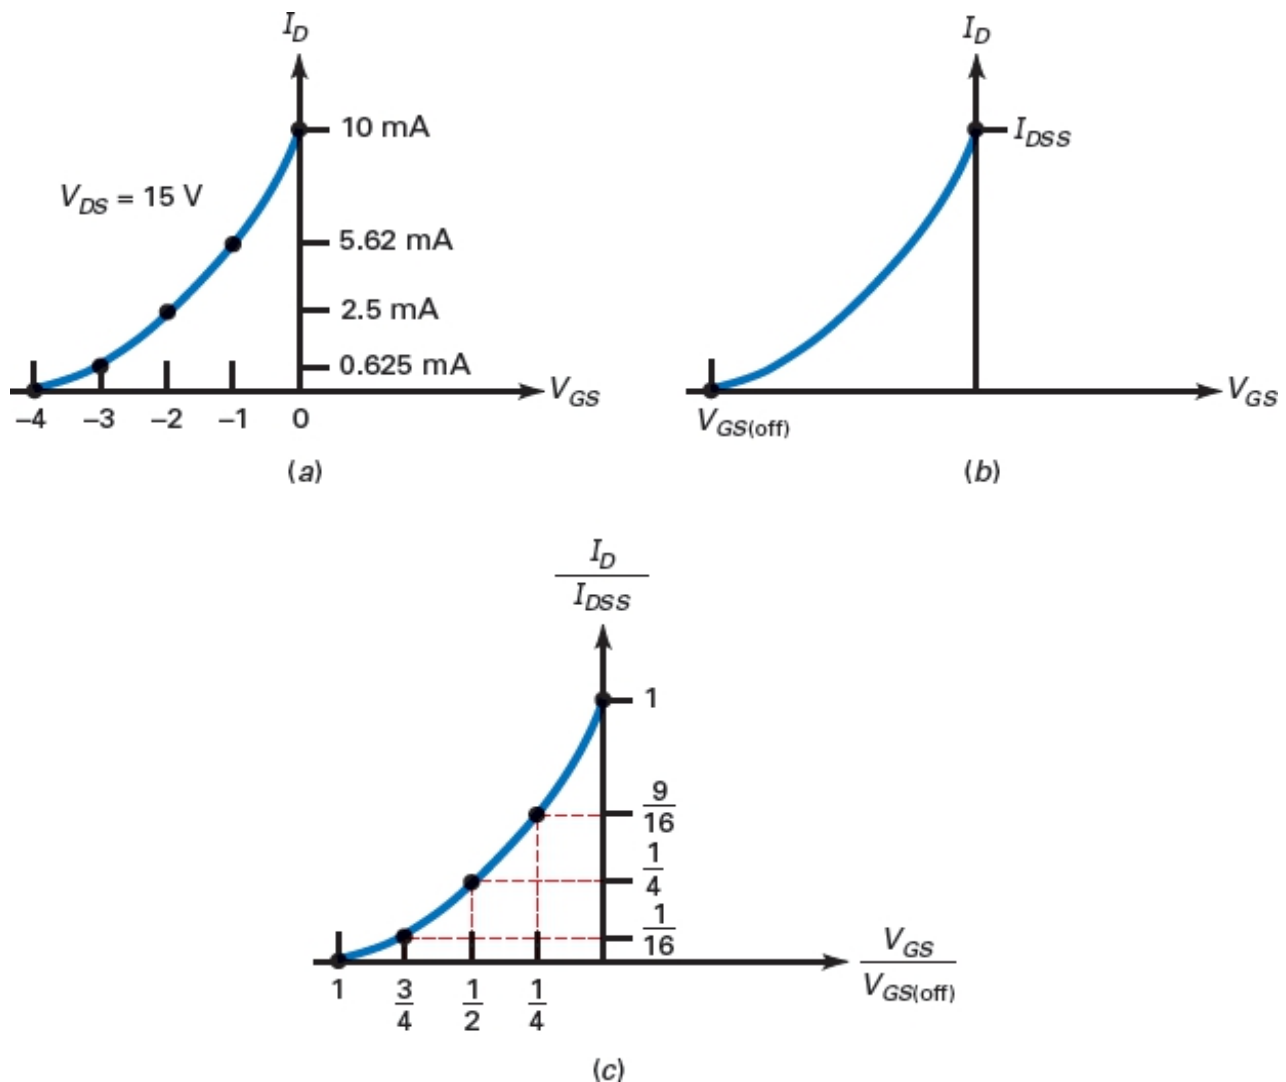 I_D
10 mA
V_DS = 15 V
5.62 mA
2.5 mA
0.625 mA
–4 –3 –2 –1 0 V_GS
(a)
I_D
I_DSS
V_GS(off) V_GS
(b)
I_D
I_DSS
1
9
16
1
4
1
16
V_GS
V_GS(off)
1 3/4 1/2 1/4
(c)